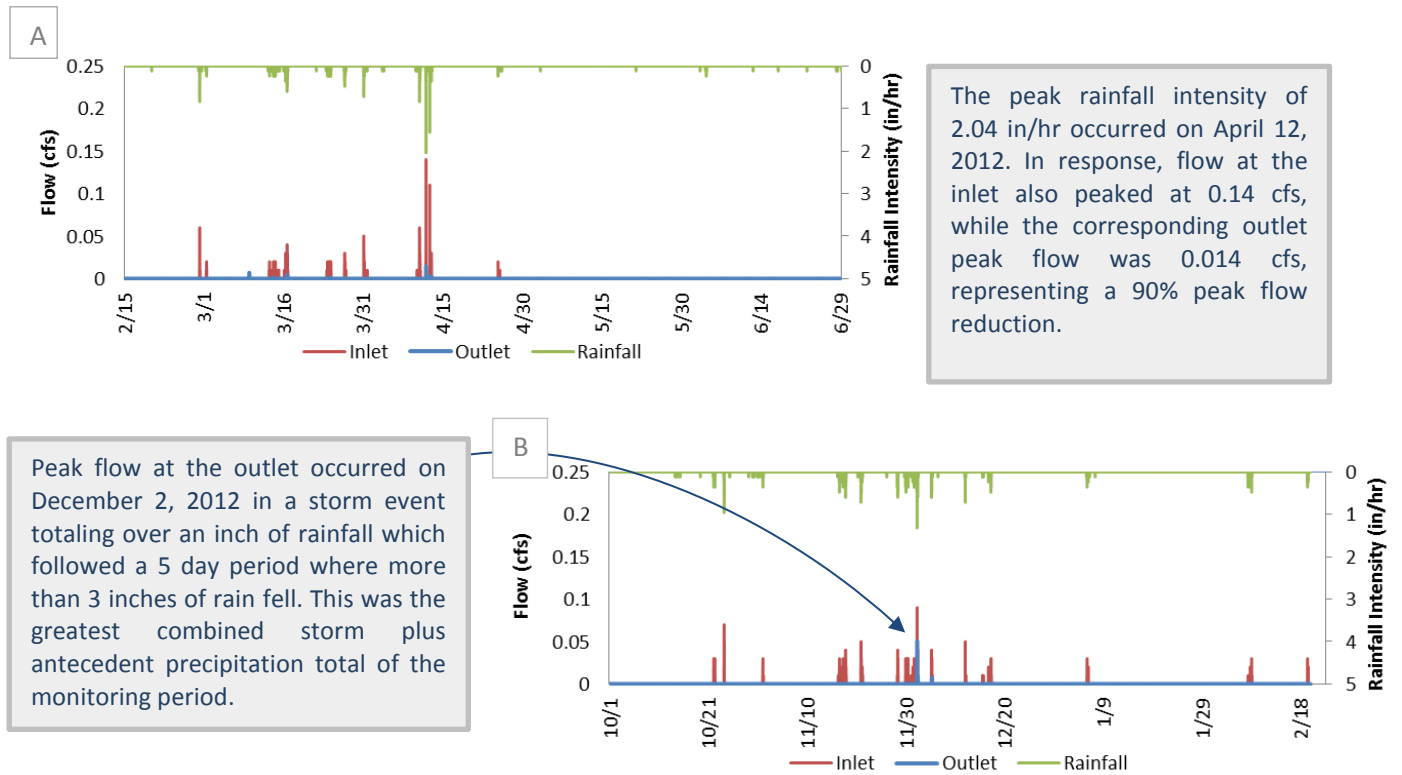 A
0.25
0.2
0.15
0.1
0.05
0
Flow (cfs)
0
1
2
3
4
5
Rainfall Intensity (in/hr)
2/15
3/1
3/16
3/31
4/15
4/30
5/15
5/30
6/14
6/29
Inlet Outlet Rainfall
The peak rainfall intensity of
2.04 in/hr occurred on April 12,
2012. In response, flow at the
inlet also peaked at 0.14 cfs,
while the corresponding outlet
peak flow was 0.014 cfs,
representing a 90% peak flow
reduction.
Peak flow at the outlet occurred on
December 2, 2012 in a storm event
totaling over an inch of rainfall which
followed a 5 day period where more
than 3 inches of rain fell. This was the
greatest combined storm plus
antecedent precipitation total of the
monitoring period.
B
0.25
0.2
0.15
0.1
0.05
0
Flow (cfs)
0
1
2
3
4
5
Rainfall Intensity (in/hr)
10/1
10/21
11/10
11/30
12/20
1/9
1/29
2/18
Inlet Outlet Rainfall